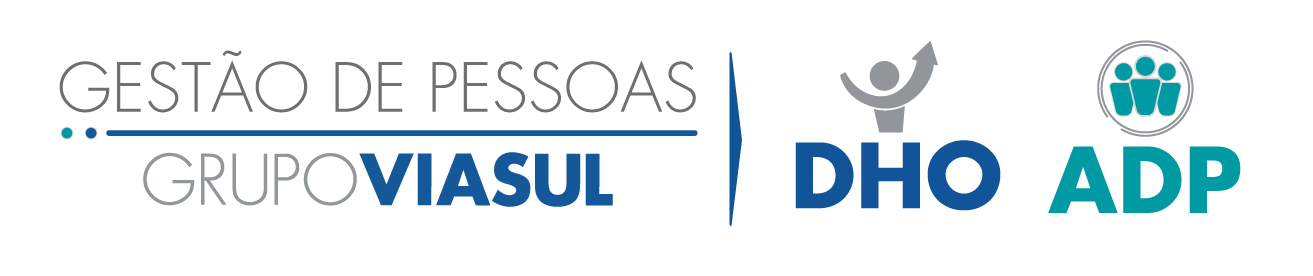 GESTÃO DE PESSOAS
GRUPOVIASUL
DHO
ADP